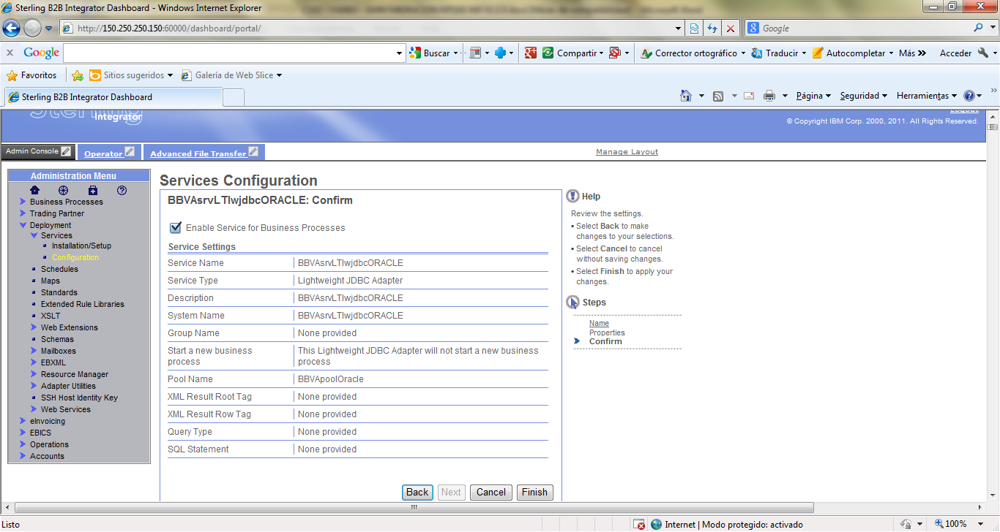 Sterling B2B Integrator Dashboard - Windows Internet Explorer
http://150.250.250.150:60000/dashboard/portal/
Google
x Google Buscar Compartir Corrector ortográfico Traducir Autocompletar Más Acceder
Favoritos Sitios sugeridos Galería de Web Slice
Sterling B2B Integrator Dashboard Página Seguridad Herramientas
Sterling
Integrator
Logout
© Copyright IBM Corp. 2000, 2011. All Rights Reserved.
Admin Console Operator Advanced File Transfer Manage Layout
Administration Menu
Business Processes
Trading Partner
Deployment
Services
Installation/Setup
Configuration
Schedules
Maps
Standards
Extended Rule Libraries
XSLT
Web Extensions
Schemas
Mailboxes
EBXML
Resource Manager
Adapter Utilities
SSH Host Identity Key
Web Services
eInvoicing
EBICS
Operations
Accounts
Services Configuration
BBVAsrvLTIwjdbcORACLE: Confirm
Enable Service for Business Processes
Service Settings
Service Name BBVAsrvLTIwjdbcORACLE
Service Type Lightweight JDBC Adapter
Description BBVAsrvLTIwjdbcORACLE
System Name BBVAsrvLTIwjdbcORACLE
Group Name None provided
Start a new business This Lightweight JDBC Adapter will not start a new business
process process
Pool Name BBVApoolOracle
XML Result Root Tag None provided
XML Result Row Tag None provided
Query Type None provided
SQL Statement None provided
Back Next Cancel Finish
Help
Review the settings.
• Select Back to make
changes to your selections.
• Select Cancel to cancel
without saving changes.
• Select Finish to apply your
changes.
Steps
Name
Properties
Confirm
Listo Internet | Modo protegido: activado 100%